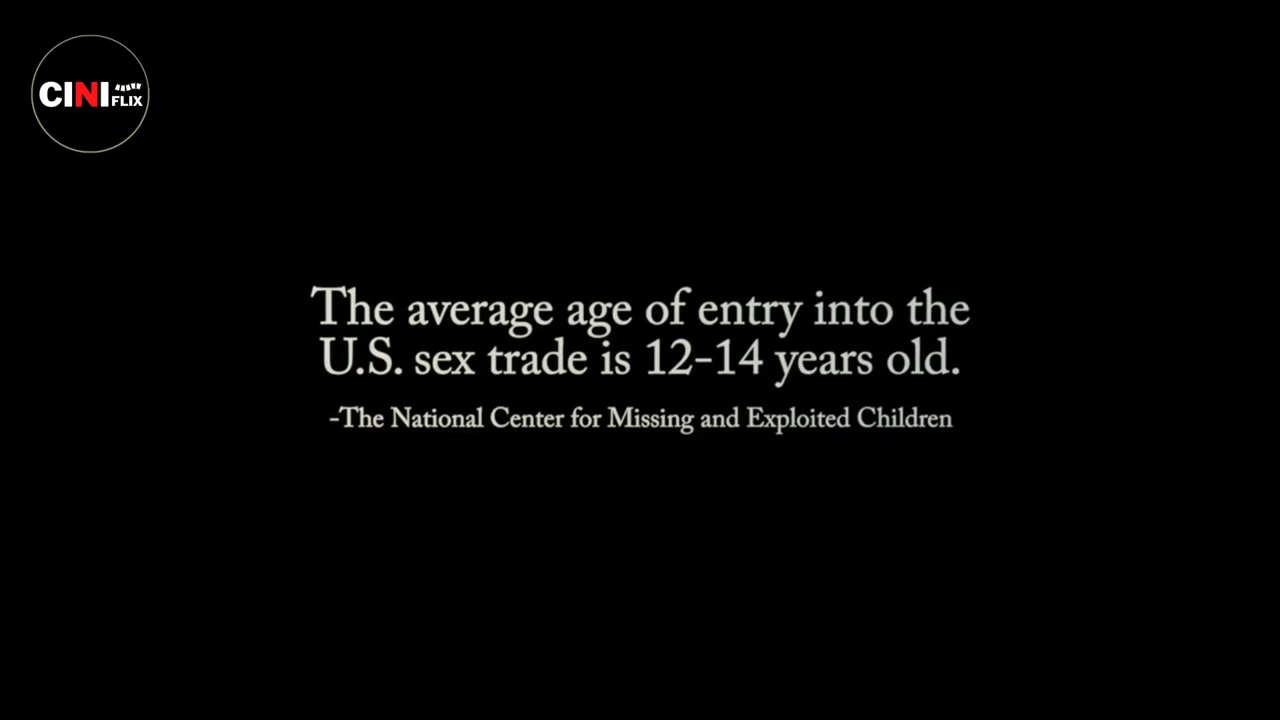 CINI
FLIX
The average age of entry into the
U.S. sex trade is 12-14 years old.
-The National Center for Missing and Exploited Children